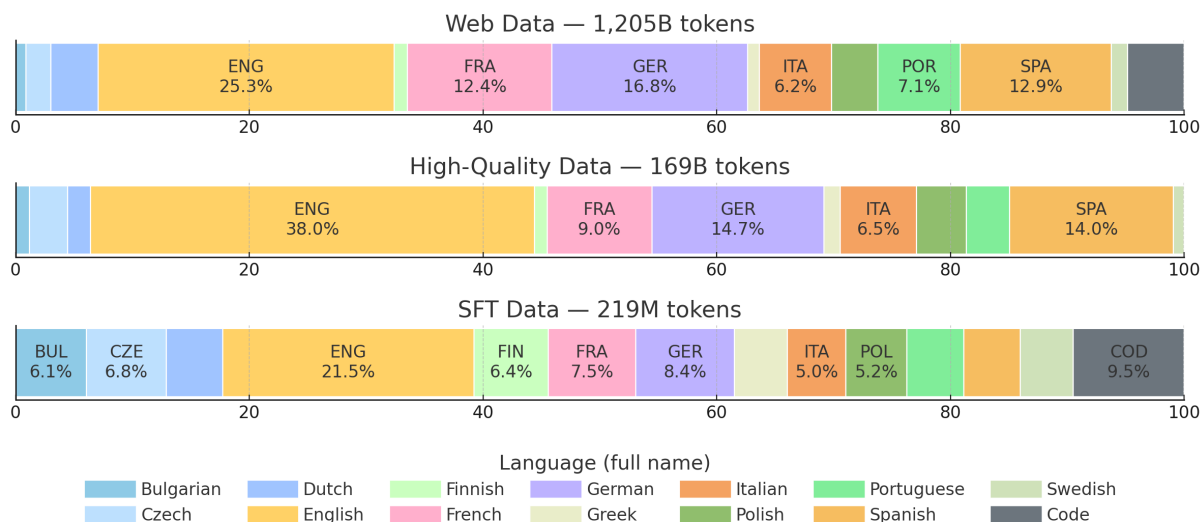 Web Data — 1,205B tokens
ENG FRA GER ITA POR SPA
25.3% 12.4% 16.8% 6.2% 7.1% 12.9%
0 20 40 60 80 100
High-Quality Data — 169B tokens
ENG FRA GER ITA SPA
38.0% 9.0% 14.7% 6.5% 14.0%
0 20 40 60 80 100
SFT Data — 219M tokens
BUL CZE ENG FIN FRA GER ITA POL COD
6.1% 6.8% 21.5% 6.4% 7.5% 8.4% 5.0% 5.2% 9.5%
0 20 40 60 80 100
Language (full name)
Bulgarian Dutch Finnish German Italian Portuguese Swedish
Czech English French Greek Polish Spanish Code